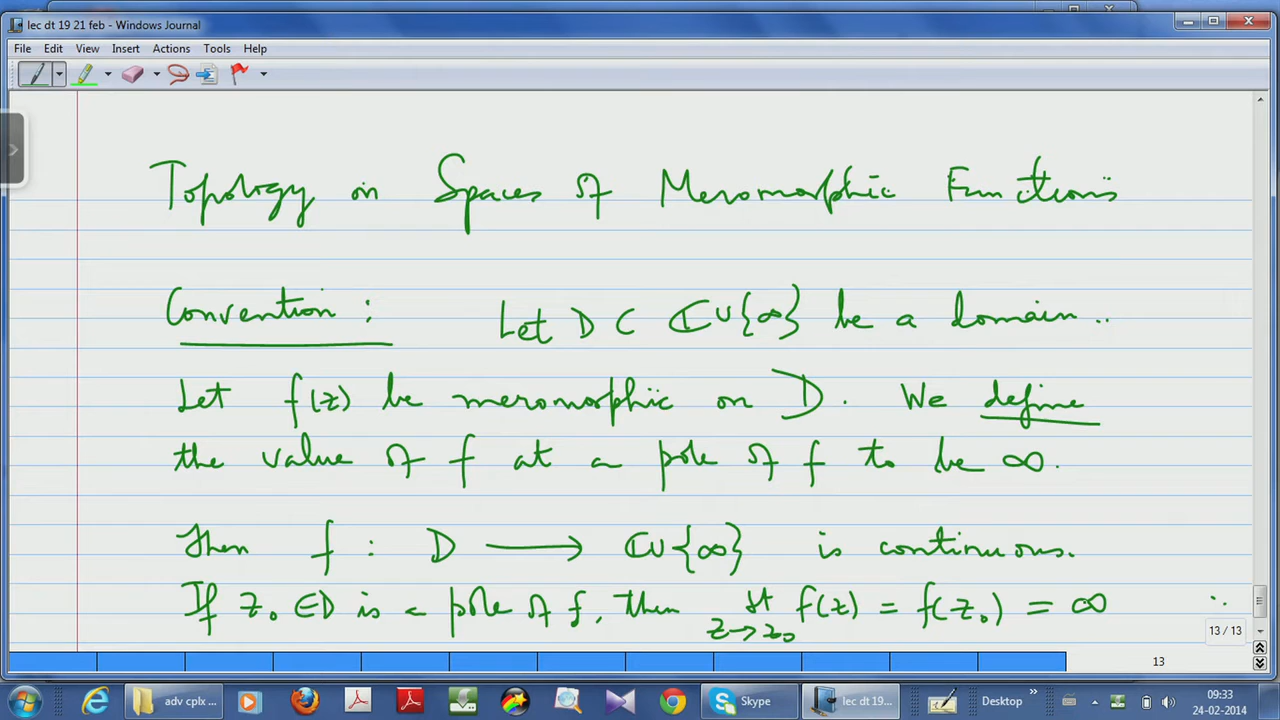 lec dt 19 21 feb - Windows Journal
File Edit View Insert Actions Tools Help
Topology on Spaces of Meromorphic Functions
Convention : Let D ⊂ ℂ∪{∞} be a domain.
Let f(z) be meromorphic on D. We define
the value of f at a pole of f to be ∞.
Then f : D ⟶ ℂ∪{∞} is continuous.
If z₀ ∈ D is a pole of f, then lt f(z) = f(z₀) = ∞ ∵
z→z₀
13 / 13
13
adv cplx ... Skype lec dt 19... Desktop » 09:33
24-02-2014